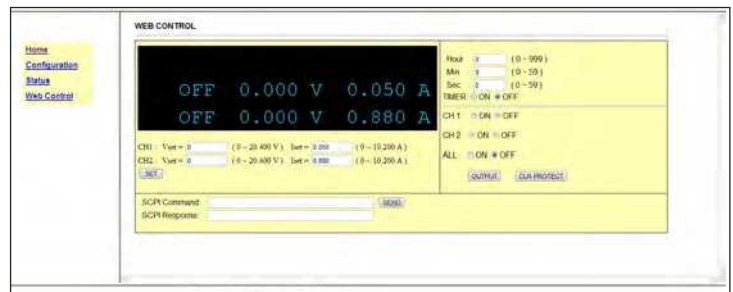 WEB CONTROL
Home
Configuration
Status
Web Control
OFF 0.000 V 0.050 A
OFF 0.000 V 0.880 A
CH1 : Vset = 0 ( 0 ~ 20.400 V ) Iset = 0.050 ( 0 ~ 10.200 A )
CH2 : Vset = 0 ( 0 ~ 20.400 V ) Iset = 0.880 ( 0 ~ 10.200 A )
SET
Hour 0 ( 0 ~ 999 )
Min 0 ( 0 ~ 59 )
Sec 0 ( 0 ~ 59 )
TIMER ON OFF
CH 1 ON OFF
CH 2 ON OFF
ALL ON OFF
OUTPUT CLR PROTECT
SCPI Command: SEND
SCPI Response: